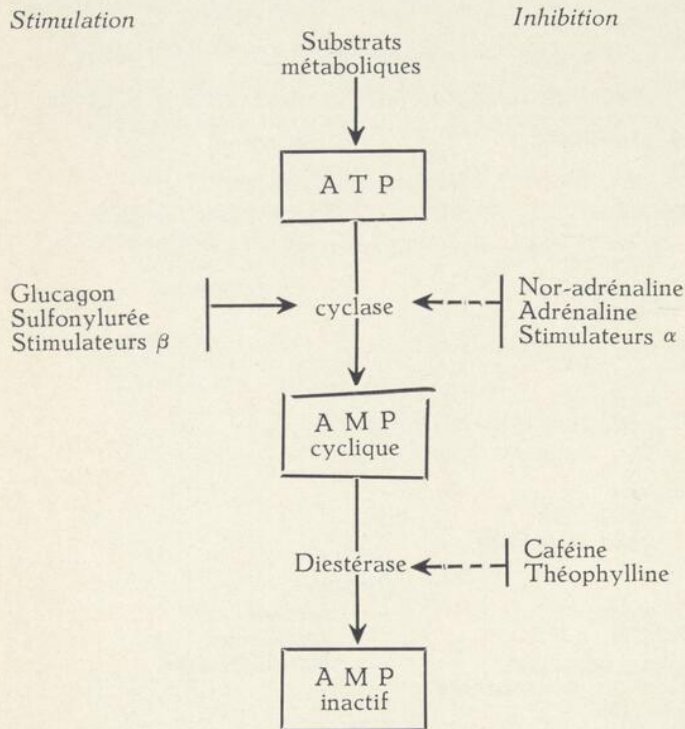 Stimulation
Inhibition
Substrats
métaboliques
A T P
Glucagon
Sulfonylurée
Stimulateurs β
cyclase
Nor-adrénaline
Adrénaline
Stimulateurs α
A M P
cyclique
Diestérase
Caféine
Théophylline
A M P
inactif